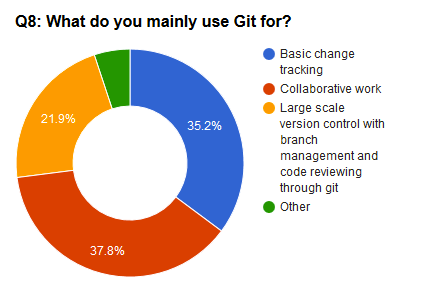 Q8: What do you mainly use Git for?
Basic change
tracking
Collaborative work
Large scale
version control with
branch
management and
code reviewing
through git
Other
35.2%
37.8%
21.9%